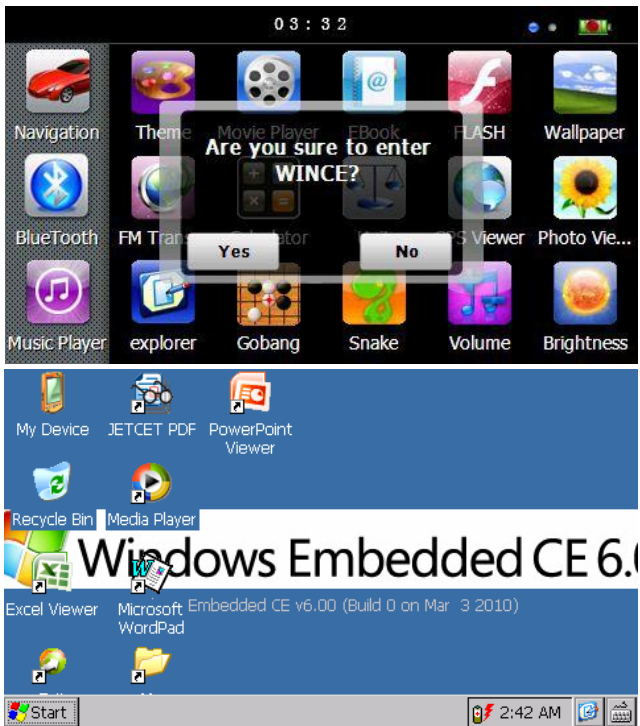 03:32
Navigation
Theme
Movie Player
EBook
FLASH
Wallpaper
Are you sure to enter
WINCE?
BlueTooth
FM Tran
Viewer
Photo Vie...
Yes
No
Music Player
explorer
Gobang
Snake
Volume
Brightness
My Device
JETCET PDF
PowerPoint
Viewer
Recycle Bin
Media Player
Windows Embedded CE 6.0
Excel Viewer
Microsoft
WordPad
Embedded CE v6.00 (Build 0 on Mar 3 2010)
Start
2:42 AM